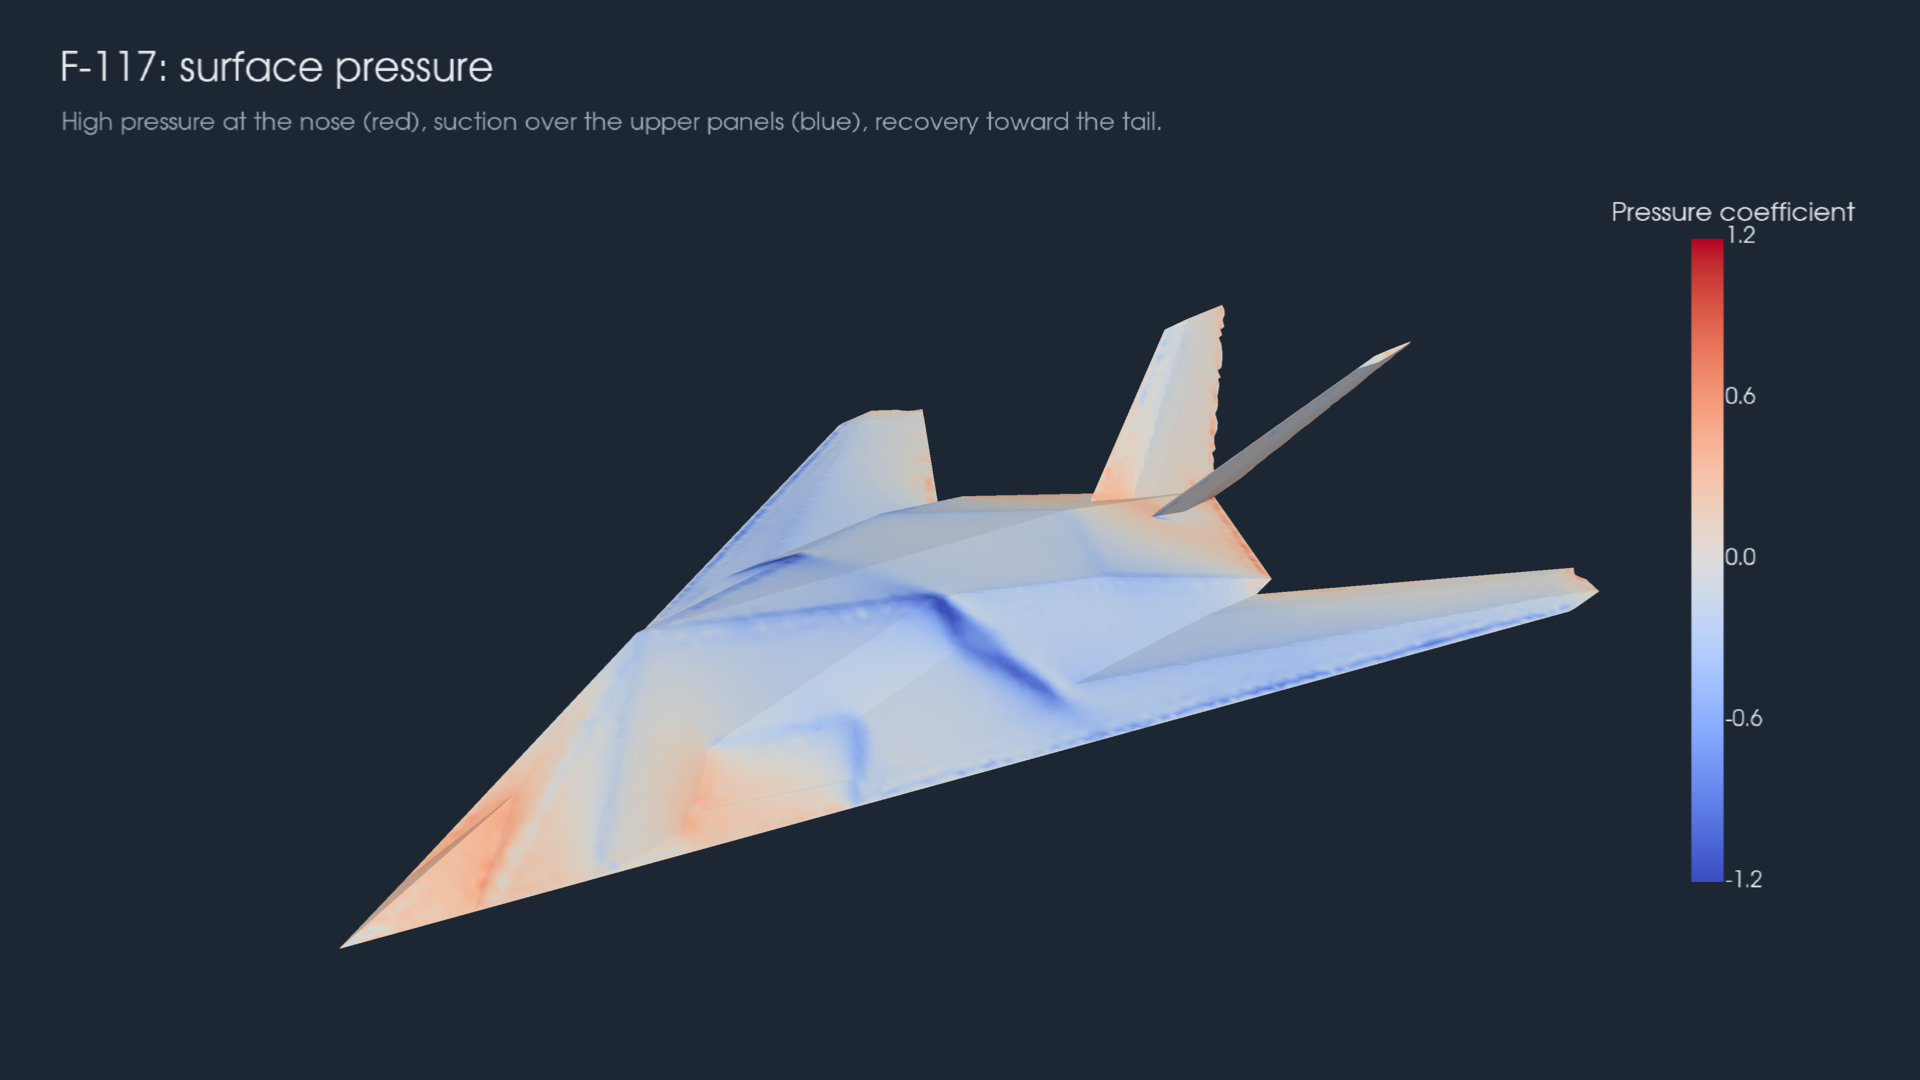 F-117: surface pressure
High pressure at the nose (red), suction over the upper panels (blue), recovery toward the tail.
Pressure coefficient
1.2
0.6
0.0
-0.6
-1.2